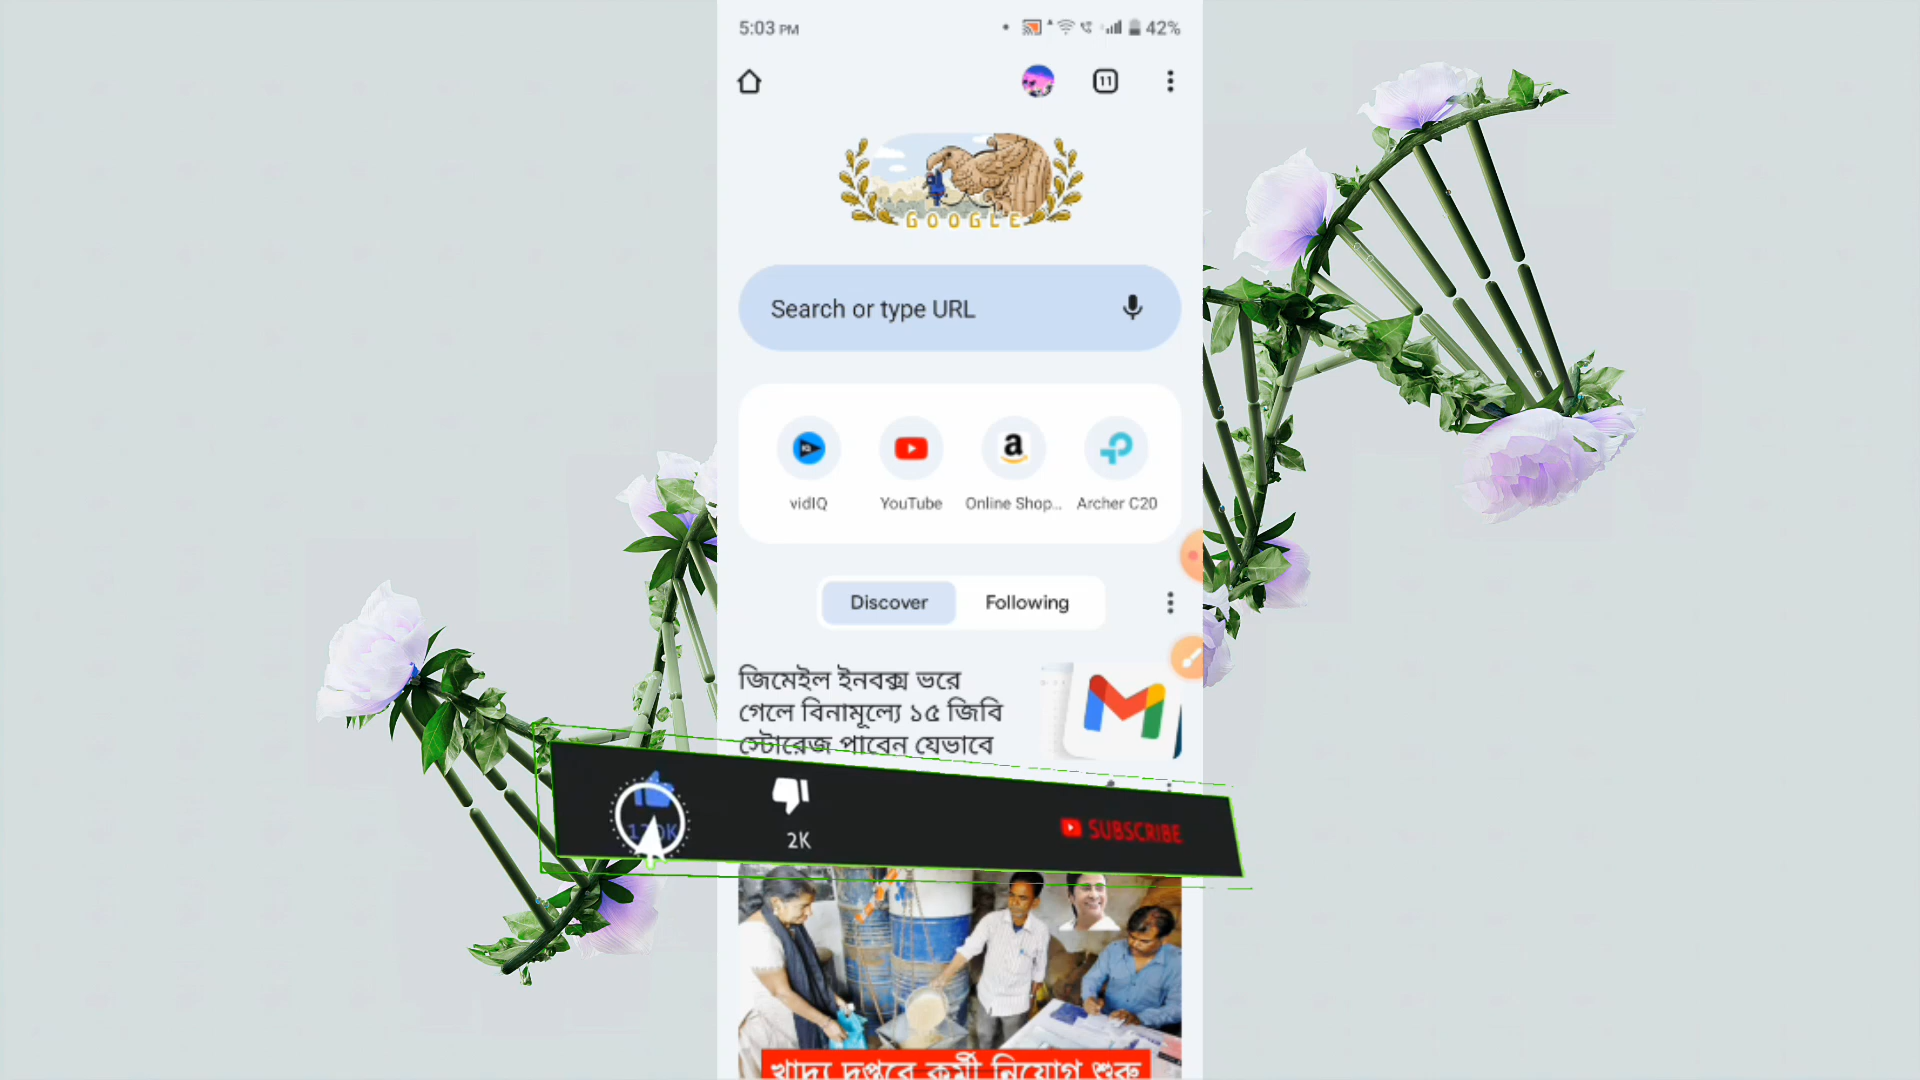 5:03 PM
42%
11
GOOGLE
Search or type URL
vidIQ
YouTube
Online Shop...
Archer C20
Discover
Following
জিমেইল ইনবক্স ভরে
গেলে বিনামূল্যে ১৫ জিবি
স্টোরেজ পাবেন যেভাবে
2K
SUBSCRIBE
খাদ্য দপ্তরে কর্মী নিয়োগ শুরু